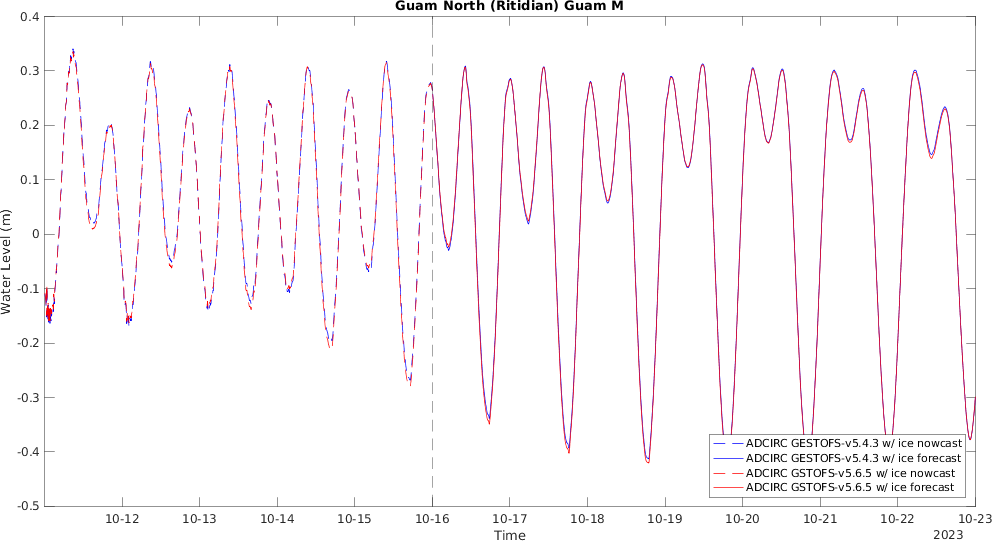 Guam North (Ritidian) Guam M
0.4
0.3
0.2
0.1
0
-0.1
-0.2
-0.3
-0.4
-0.5
Water Level (m)
ADCIRC GESTOFS-v5.4.3 w/ ice nowcast
ADCIRC GESTOFS-v5.4.3 w/ ice forecast
ADCIRC GSTOFS-v5.6.5 w/ ice nowcast
ADCIRC GSTOFS-v5.6.5 w/ ice forecast
10-12 10-13 10-14 10-15 10-16 10-17 10-18 10-19 10-20 10-21 10-22 10-23
Time
2023